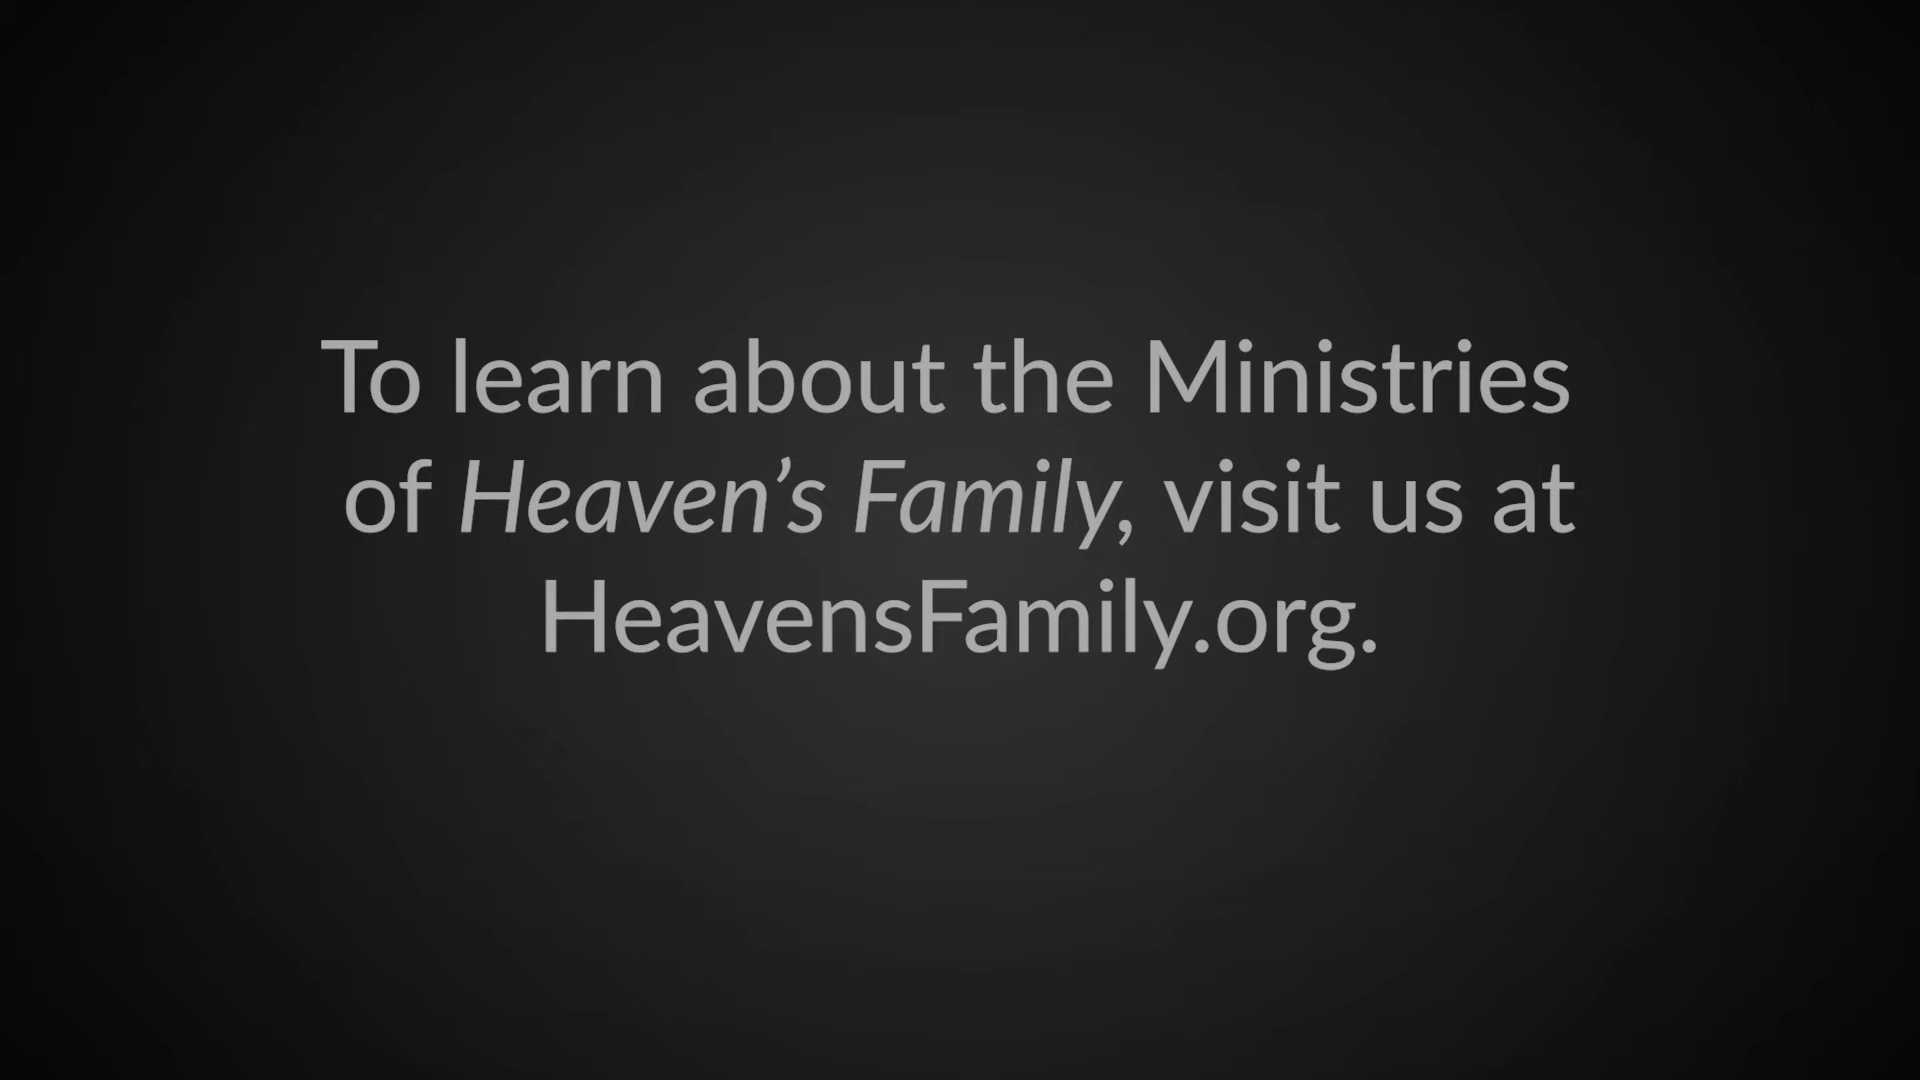 To learn about the Ministries
of Heaven’s Family, visit us at
HeavensFamily.org.